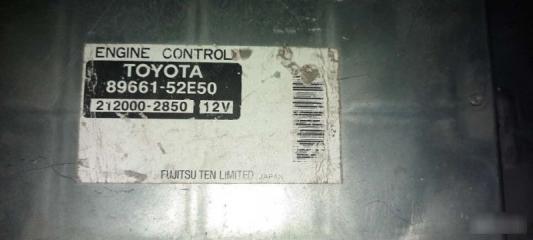 ENGINE CONTROL
TOYOTA
89661-52E50
212000-2850 12V
FUJITSU TEN LIMITED JAPAN